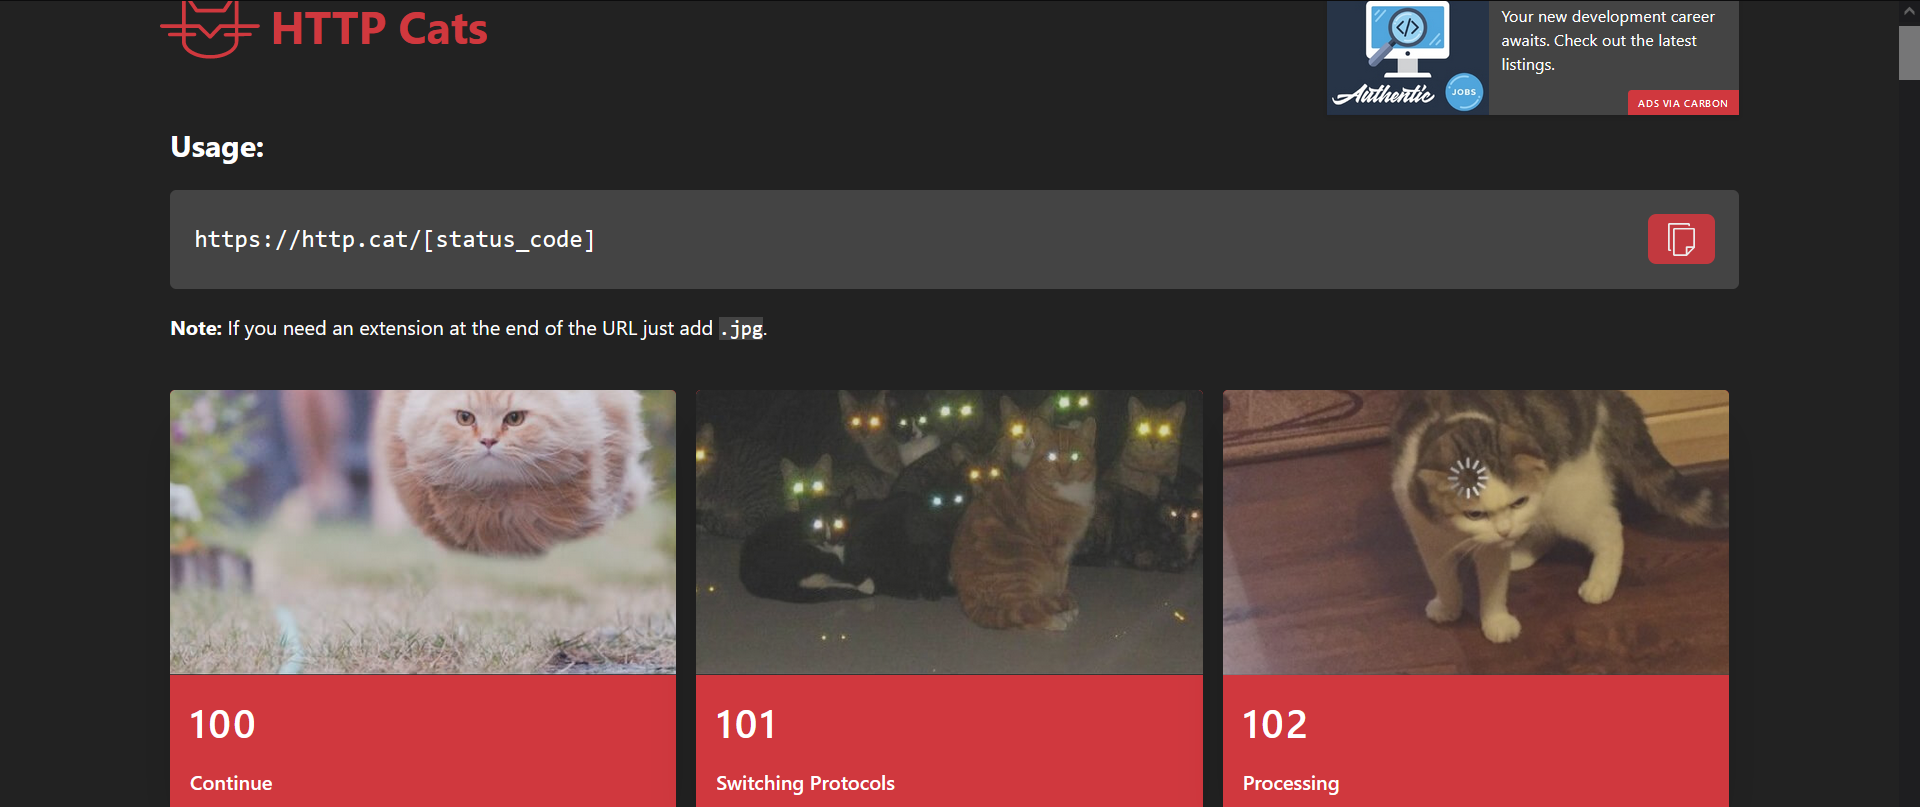 HTTP Cats
Your new development career
awaits. Check out the latest
listings.
Authentic
JOBS
ADS VIA CARBON
Usage:
https://http.cat/[status_code]
Note: If you need an extension at the end of the URL just add .jpg.
100
Continue
101
Switching Protocols
102
Processing